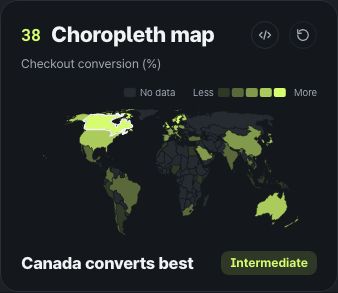 38 Choropleth map
Checkout conversion (%)
No data Less More
Canada converts best Intermediate